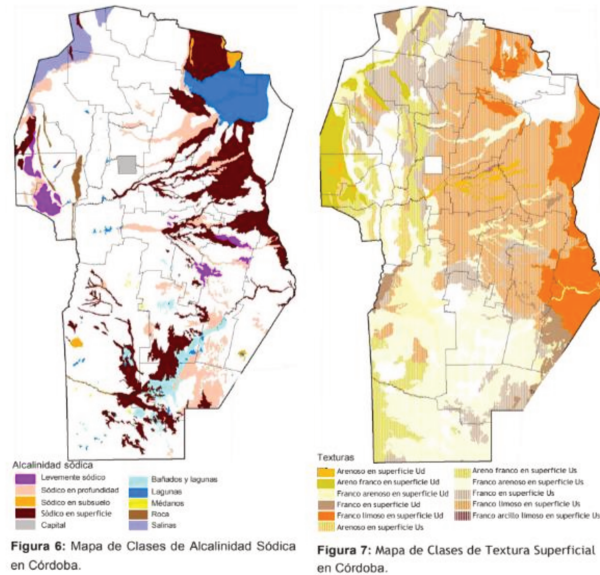 Alcalinidad sódica
Levemente sódico
Sódico en profundidad
Sódico en subsuelo
Sódico en superficie
Capital
Bañados y lagunas
Lagunas
Médanos
Roca
Salinas
Figura 6: Mapa de Clases de Alcalinidad Sódica
en Córdoba.
Texturas
Arenoso en superficie Ud
Areno franco en superficie Ud
Franco arenoso en superficie Ud
Franco en superficie Ud
Franco limoso en superficie Ud
Arenoso en superficie Us
Areno franco en superficie Us
Franco arenoso en superficie Us
Franco en superficie Us
Franco limoso en superficie Us
Franco arcillo limoso en superficie Us
Figura 7: Mapa de Clases de Textura Superficial
en Córdoba.